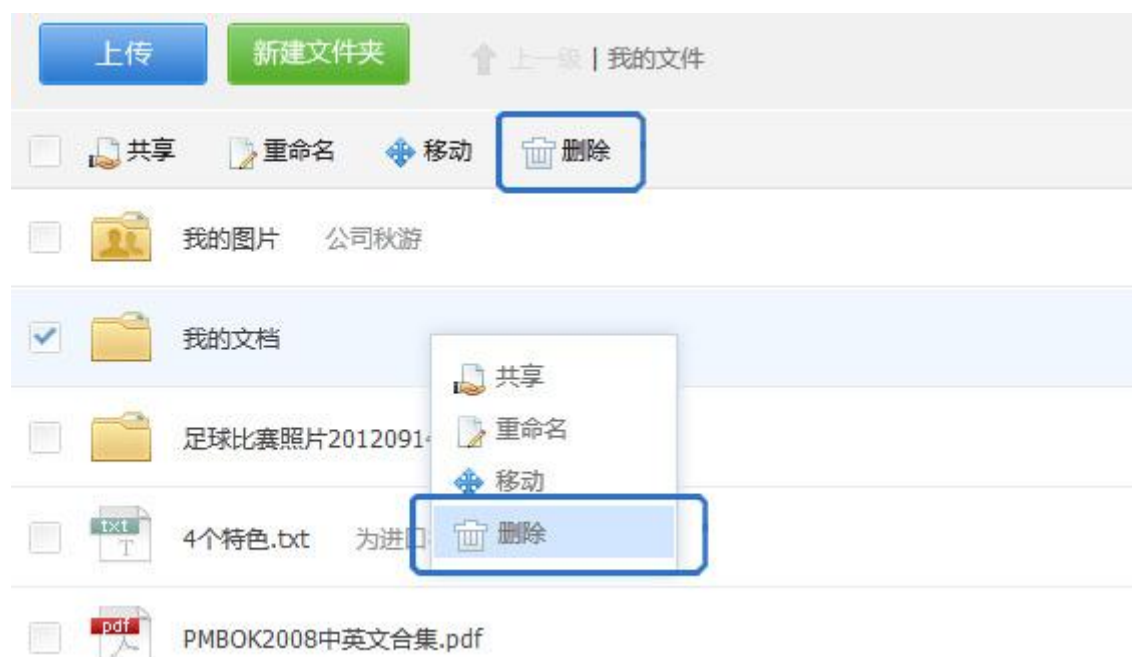 上传 新建文件夹 上一级 | 我的文件
共享 重命名 移动 删除
我的图片 公司秋游
我的文档
共享
足球比赛照片2012091
重命名
移动
4个特色.txt 为进口
删除
PMBOK2008中英文合集.pdf
txt
T
pdf